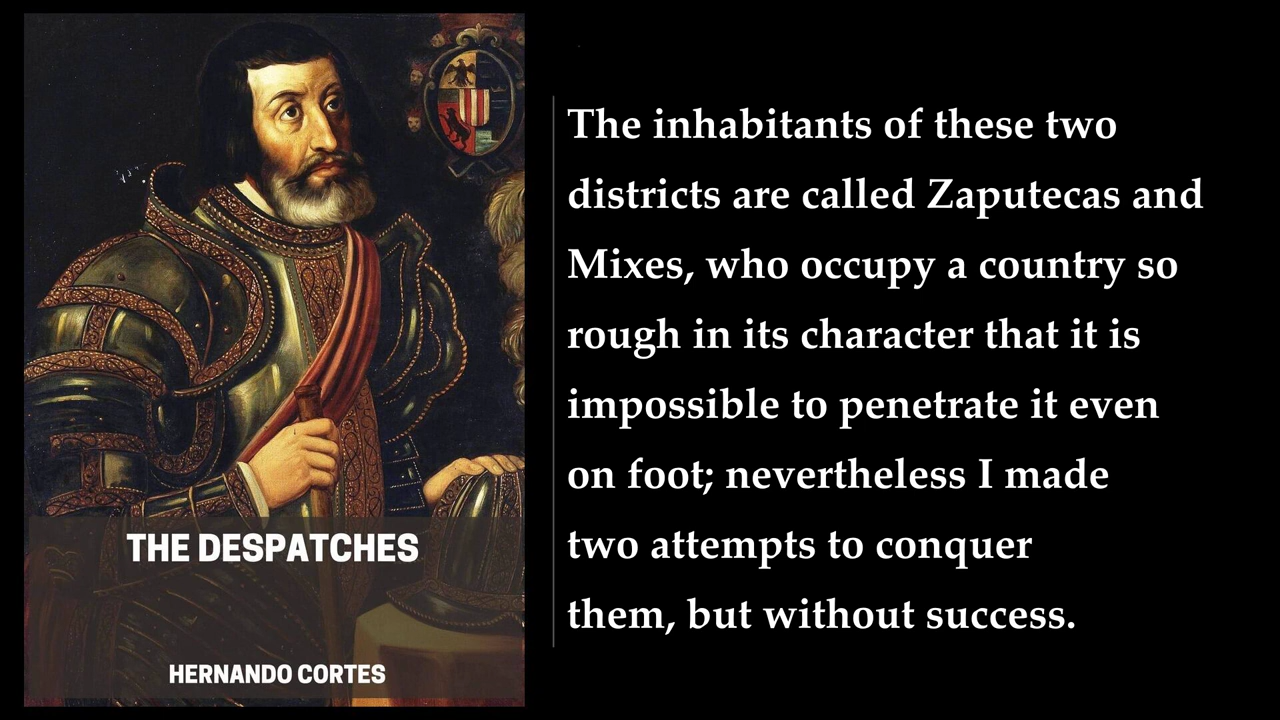 THE DESPATCHES
HERNANDO CORTES
The inhabitants of these two
districts are called Zaputecas and
Mixes, who occupy a country so
rough in its character that it is
impossible to penetrate it even
on foot; nevertheless I made
two attempts to conquer
them, but without success.